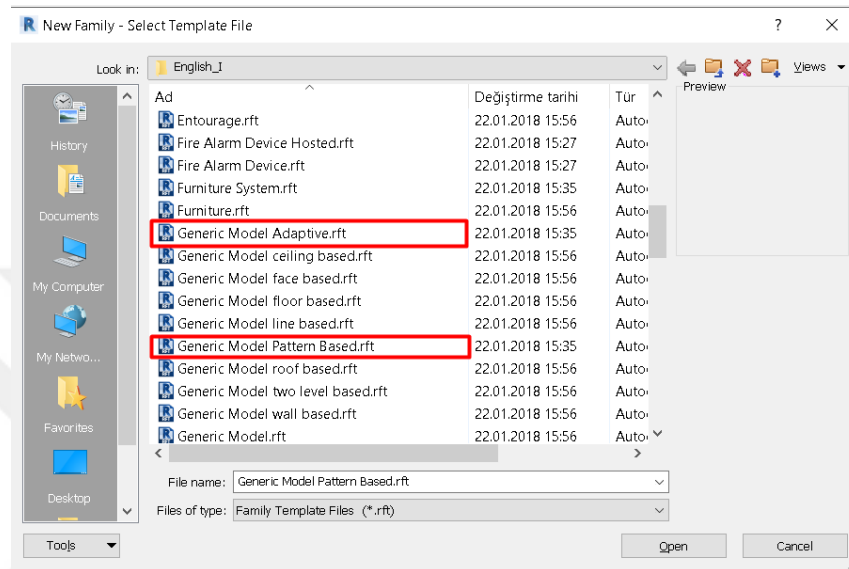 New Family - Select Template File ? ×
Look in: English_I Views
Ad Değiştirme tarihi Tür Preview
Entourage.rft 22.01.2018 15:56 Auto
Fire Alarm Device Hosted.rft 22.01.2018 15:27 Auto
Fire Alarm Device.rft 22.01.2018 15:27 Auto
Furniture System.rft 22.01.2018 15:35 Auto
Furniture.rft 22.01.2018 15:56 Auto
Generic Model Adaptive.rft 22.01.2018 15:35 Auto
Generic Model ceiling based.rft 22.01.2018 15:56 Auto
Generic Model face based.rft 22.01.2018 15:56 Auto
Generic Model floor based.rft 22.01.2018 15:56 Auto
Generic Model line based.rft 22.01.2018 15:56 Auto
Generic Model Pattern Based.rft 22.01.2018 15:35 Auto
Generic Model roof based.rft 22.01.2018 15:56 Auto
Generic Model two level based.rft 22.01.2018 15:56 Auto
Generic Model wall based.rft 22.01.2018 15:56 Auto
Generic Model.rft 22.01.2018 15:56 Auto
History
Documents
My Computer
My Netwo...
Favorites
Desktop
File name: Generic Model Pattern Based.rft
Files of type: Family Template Files (*.rft)
Tools Open Cancel